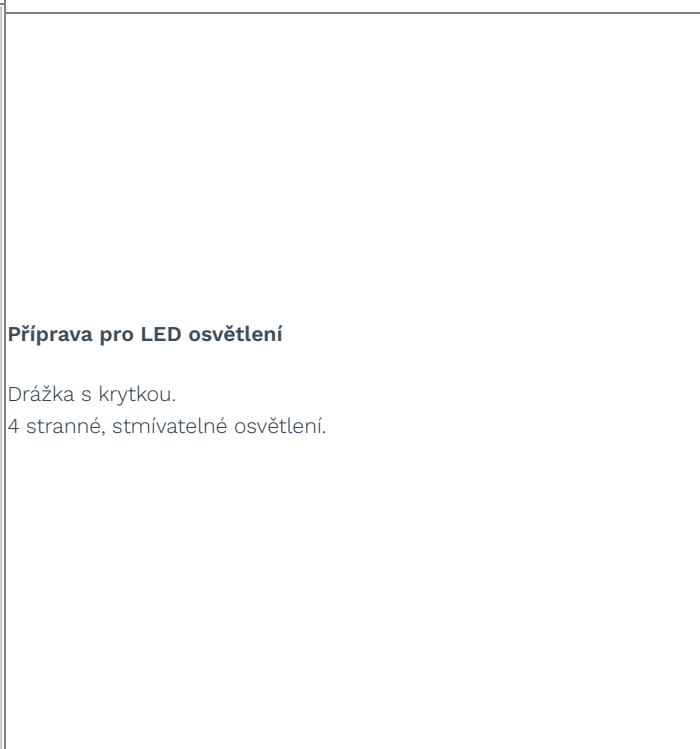 Příprava pro LED osvětlení
Drážka s krytkou.
4 stranné, stmívatelné osvětlení.